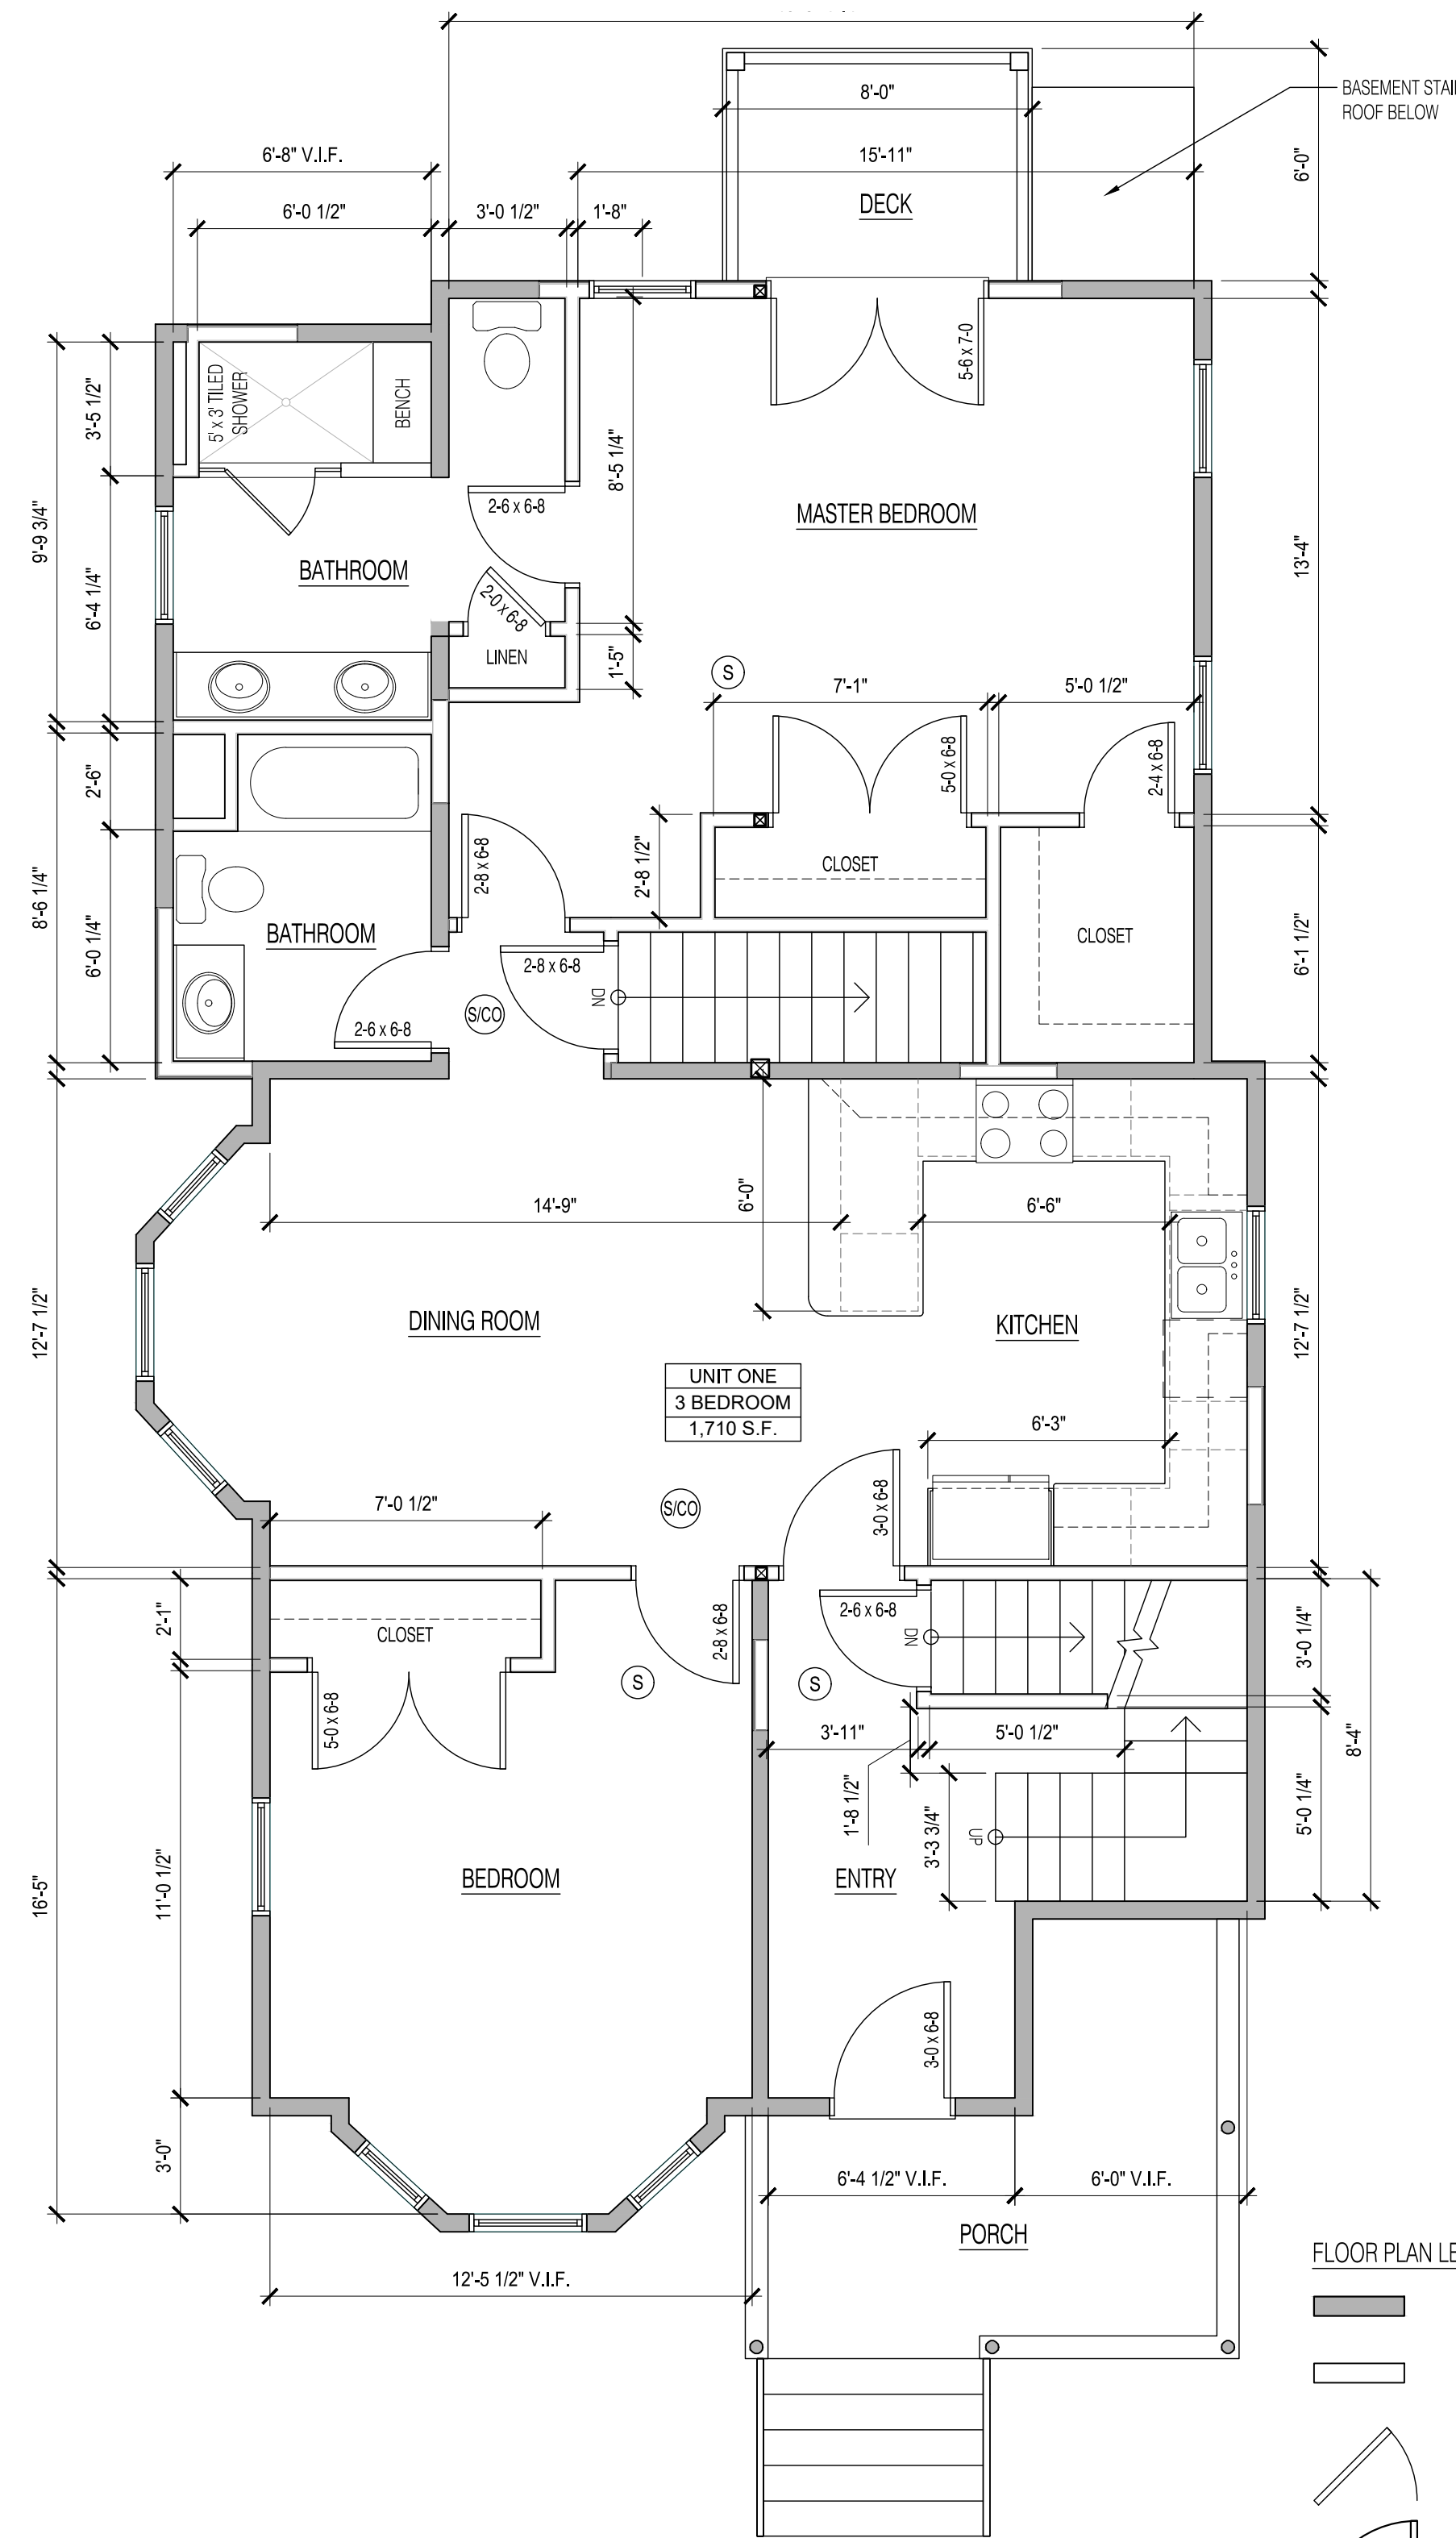 BASEMENT
ROOF BELOW
8'-0"
6'-0"
6'-8" V.I.F.
15'-11"
DECK
6'-0 1/2"
3'-0 1/2"
1'-8"
5' x 3' TILED
SHOWER
BENCH
5-6 x 7-0
3'-5 1/2"
8'-5 1/4"
2-6 x 6-8
MASTER BEDROOM
13'-4"
9'-9 3/4"
BATHROOM
6'-4 1/4"
2-0 x 6-8
LINEN
1'-5"
S
7'-1"
5'-0 1/2"
5-0 x 6-8
2-4 x 6-8
2'-6"
2-8 x 6-8
2'-8 1/2"
CLOSET
8'-6 1/4"
BATHROOM
6'-0 1/4"
CLOSET
6'-1 1/2"
2-8 x 6-8
DN
S/CO
2-6 x 6-8
14'-9"
6'-0"
6'-6"
12'-7 1/2"
DINING ROOM
KITCHEN
12'-7 1/2"
UNIT ONE
3 BEDROOM
1,710 S.F.
6'-3"
7'-0 1/2"
S/CO
3-0 x 6-8
2'-1"
CLOSET
2-8 x 6-8
2-6 x 6-8
DN
3'-0 1/4"
S
S
5-0 x 6-8
3'-11"
5'-0 1/2"
8'-4"
1'-8 1/2"
3'-3 3/4"
UP
5'-0 1/4"
16'-5"
11'-0 1/2"
BEDROOM
ENTRY
3-0 x 6-8
3'-0"
6'-4 1/2" V.I.F.
6'-0" V.I.F.
PORCH
12'-5 1/2" V.I.F.
FLOOR PLAN